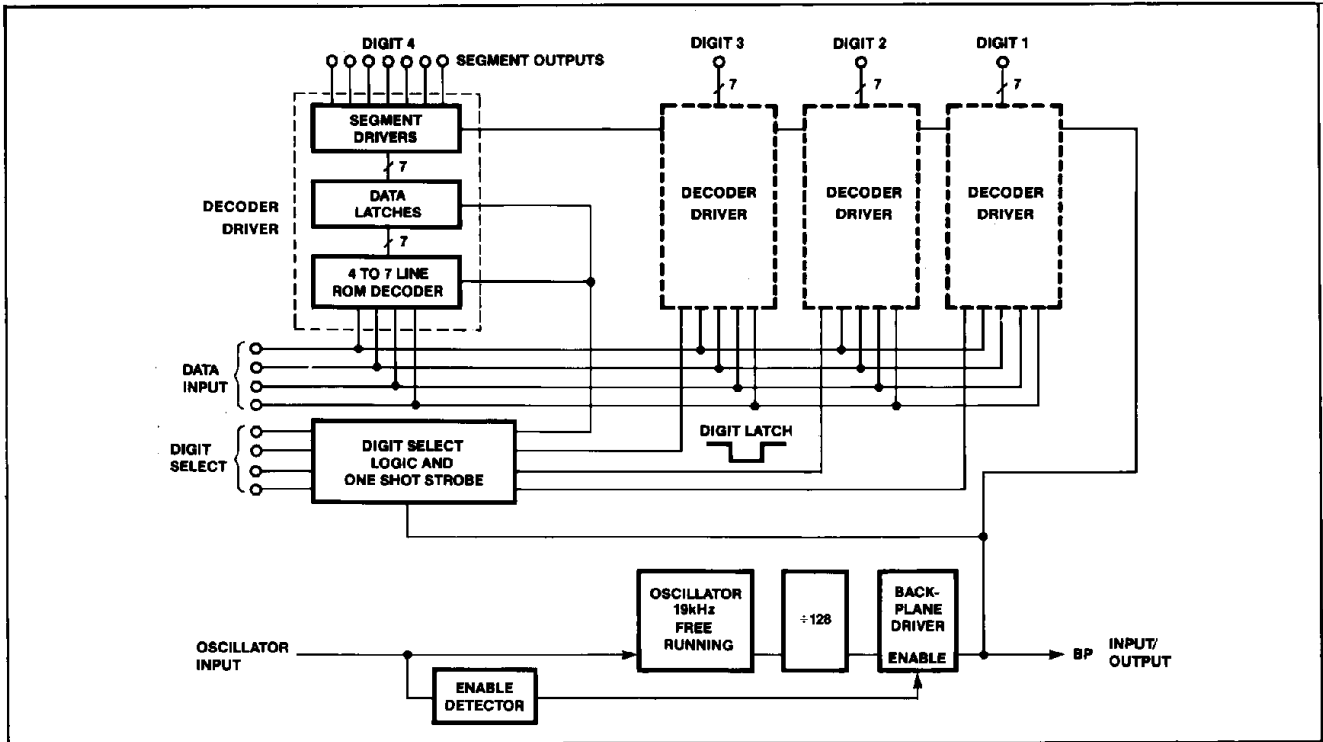 DIGIT 4
SEGMENT OUTPUTS
DIGIT 3
7
DIGIT 2
7
DIGIT 1
7
SEGMENT
DRIVERS
7
DATA
LATCHES
7
4 TO 7 LINE
ROM DECODER
DECODER
DRIVER
DECODER
DRIVER
DECODER
DRIVER
DECODER
DRIVER
DATA
INPUT
DIGIT
SELECT
DIGIT SELECT
LOGIC AND
ONE SHOT STROBE
DIGIT LATCH
OSCILLATOR
INPUT
ENABLE
DETECTOR
OSCILLATOR
19kHz
FREE
RUNNING
÷128
BACK-
PLANE
DRIVER
ENABLE
BP
INPUT/
OUTPUT